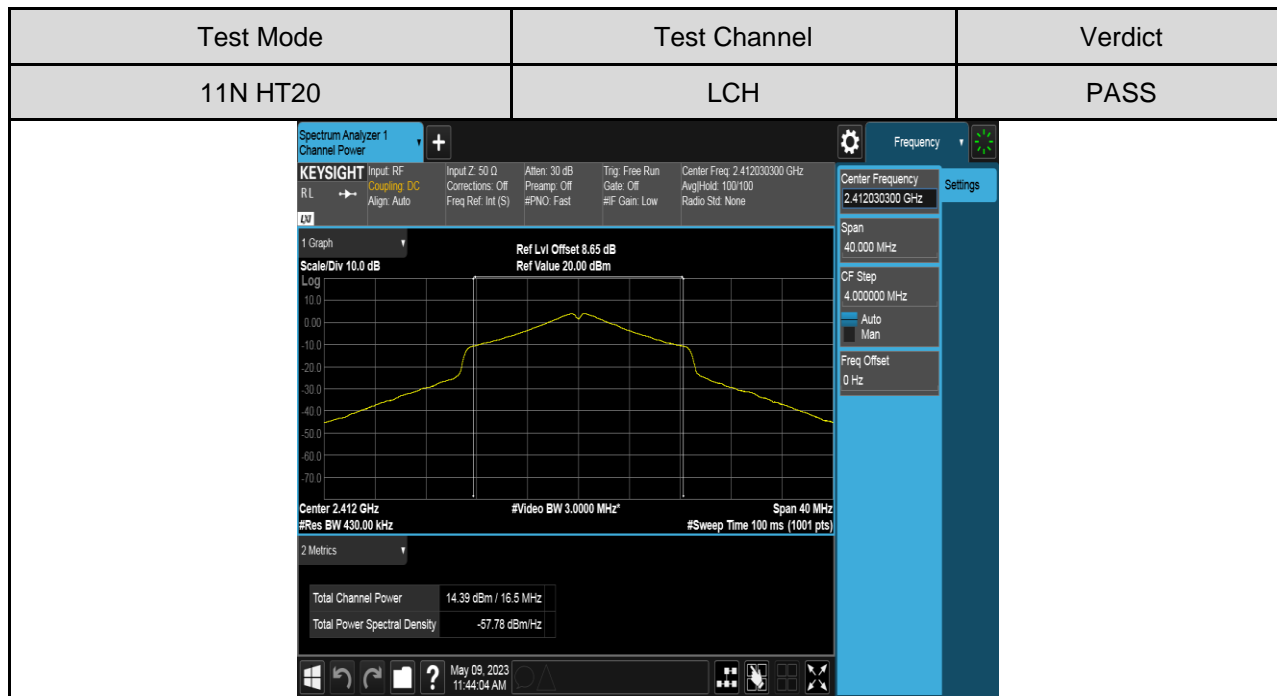 Test Mode Test Channel Verdict
11N HT20 LCH PASS
Spectrum Analyzer 1
Channel Power
+
Frequency
KEYSIGHT Input: RF Input Z: 50 Ω Atten: 30 dB Trig: Free Run Center Freq: 2.412030300 GHz
RL Coupling: DC Corrections: Off Preamp: Off Gate: Off Avg|Hold: 100/100
Align: Auto Freq Ref: Int (S) #PNO: Fast #IF Gain: Low Radio Std: None
LXI
Center Frequency
2.412030300 GHz
Settings
Span
40.000 MHz
CF Step
4.000000 MHz
Auto
Man
Freq Offset
0 Hz
1 Graph
Ref Lvl Offset 8.65 dB
Scale/Div 10.0 dB Ref Value 20.00 dBm
Log
10.0
0.00
-10.0
-20.0
-30.0
-40.0
-50.0
-60.0
-70.0
Center 2.412 GHz #Video BW 3.0000 MHz* Span 40 MHz
#Res BW 430.00 kHz #Sweep Time 100 ms (1001 pts)
2 Metrics
Total Channel Power 14.39 dBm / 16.5 MHz
Total Power Spectral Density -57.78 dBm/Hz
?
May 09, 2023
11:44:04 AM